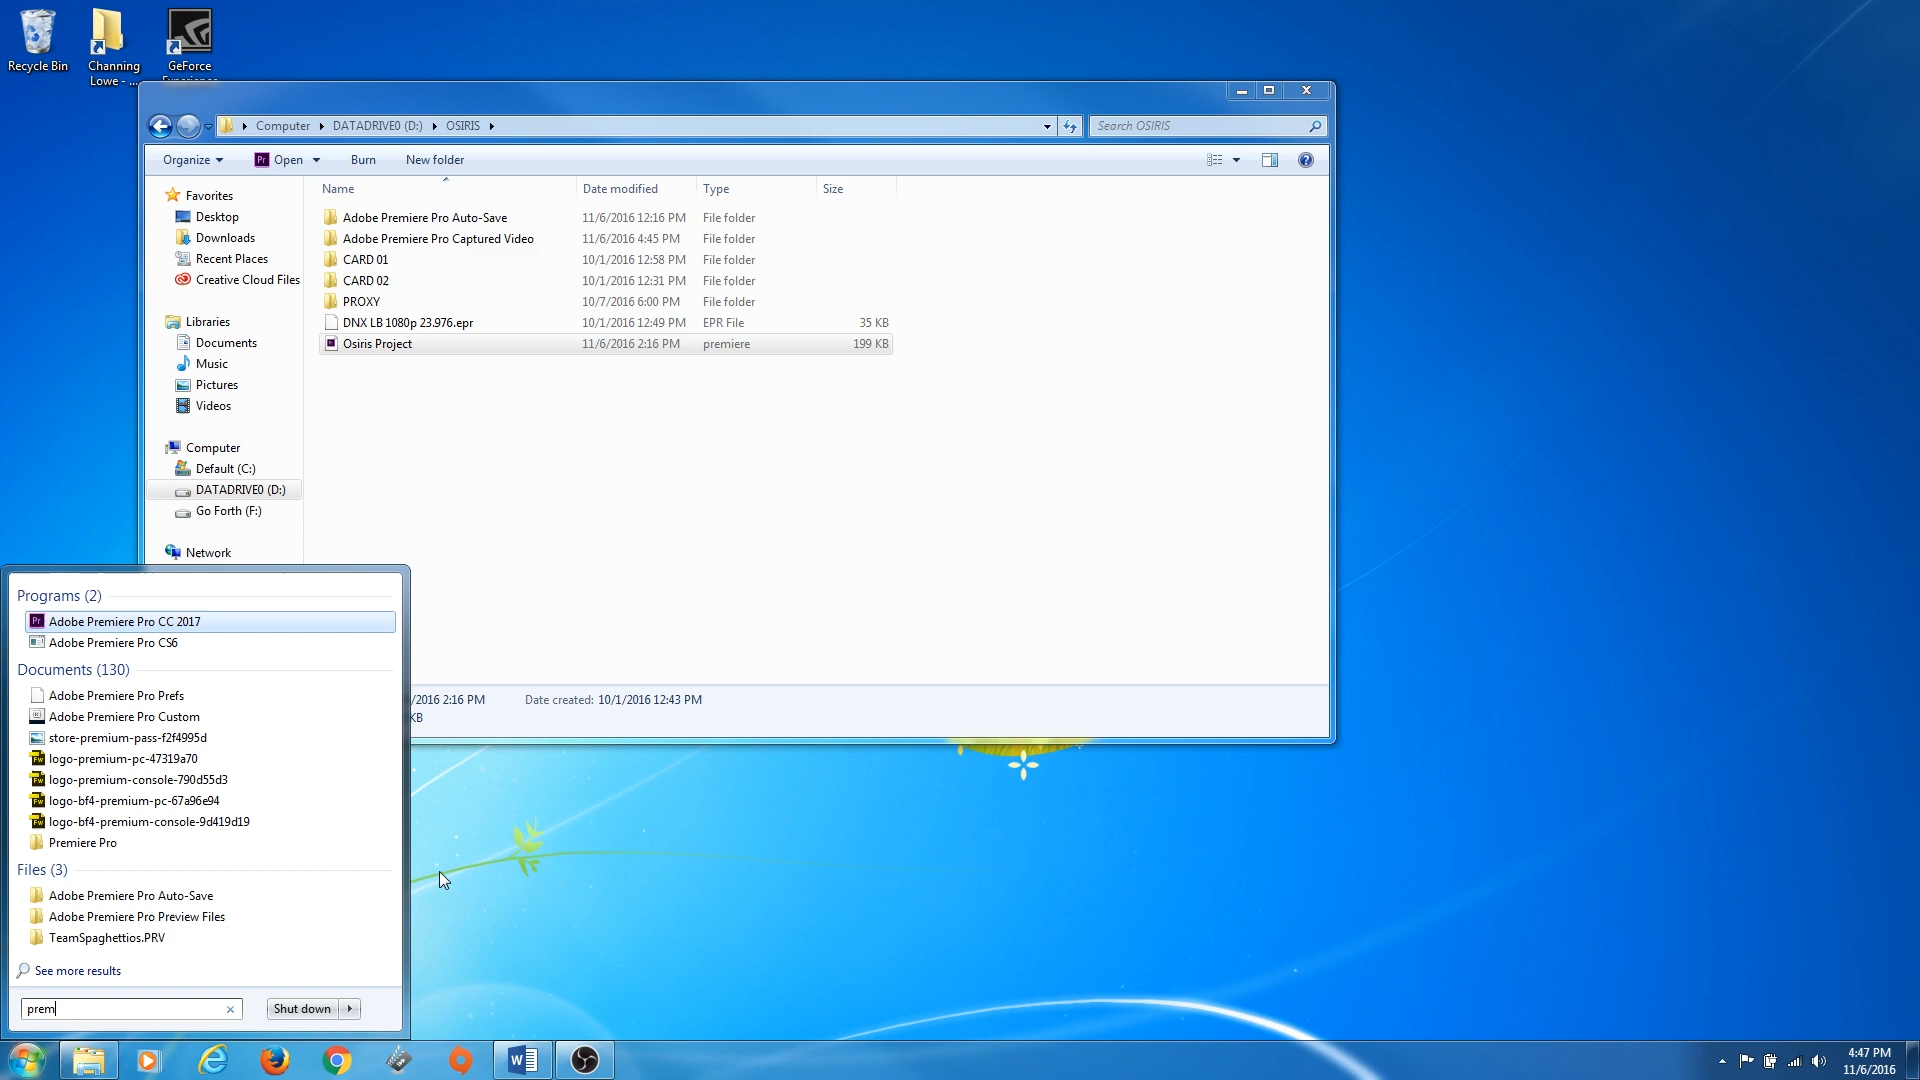 Recycle Bin
Channing
Lowe - ...
GeForce
Computer
DATADRIVE0 (D:)
OSIRIS
Search OSIRIS
Organize
Pr
Open
Burn
New folder
Name
Date modified
Type
Size
Favorites
Desktop
Downloads
Recent Places
Creative Cloud Files
Libraries
Documents
Music
Pictures
Videos
Computer
Default (C:)
DATADRIVE0 (D:)
Go Forth (F:)
Network
Adobe Premiere Pro Auto-Save 11/6/2016 12:16 PM File folder
Adobe Premiere Pro Captured Video 11/6/2016 4:45 PM File folder
CARD 01 10/1/2016 12:58 PM File folder
CARD 02 10/1/2016 12:31 PM File folder
PROXY 10/7/2016 6:00 PM File folder
DNX LB 1080p 23.976.epr 10/1/2016 12:49 PM EPR File 35 KB
Osiris Project 11/6/2016 2:16 PM premiere 199 KB
/2016 2:16 PM Date created: 10/1/2016 12:43 PM
KB
Programs (2)
Pr
Adobe Premiere Pro CC 2017
Adobe Premiere Pro CS6
Documents (130)
Adobe Premiere Pro Prefs
Adobe Premiere Pro Custom
store-premium-pass-f2f4995d
logo-premium-pc-47319a70
logo-premium-console-790d55d3
logo-bf4-premium-pc-67a96e94
logo-bf4-premium-console-9d419d19
Premiere Pro
Files (3)
Adobe Premiere Pro Auto-Save
Adobe Premiere Pro Preview Files
TeamSpaghettios.PRV
See more results
prem
Shut down
4:47 PM
11/6/2016